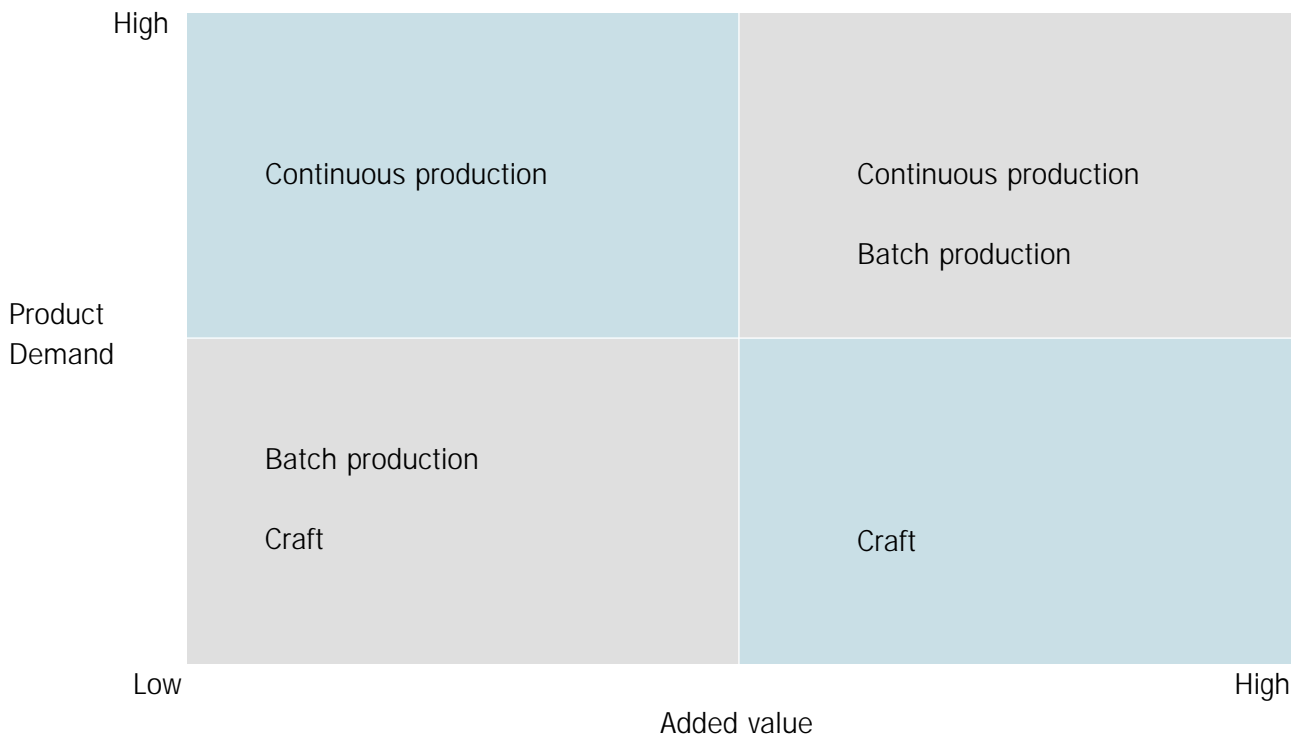 High
Continuous production
Continuous production
Batch production
Product
Demand
Batch production
Craft
Craft
Low
High
Added value